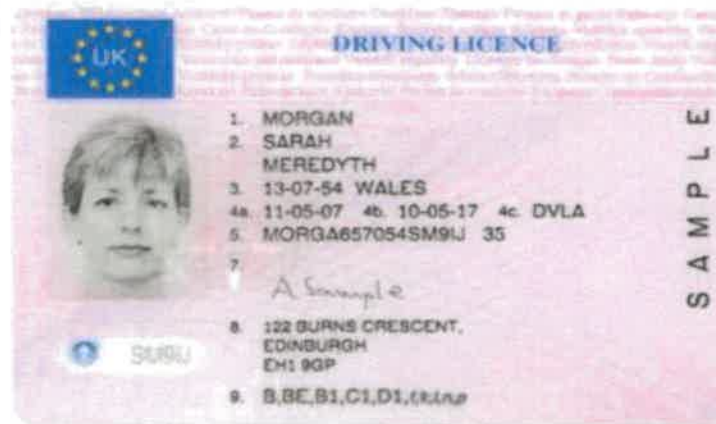 UK
DRIVING LICENCE
1. MORGAN
2. SARAH
MEREDYTH
3. 13-07-54 WALES
4a. 11-05-07 4b. 10-05-17 4c. DVLA
5. MORGA657054SM9IJ 35
7.
A Sample
8. 122 BURNS CRESCENT,
EDINBURGH
EH1 9GP
9. B,BE,B1,C1,D1,f,k,l,n,p
SM9IJ
SAMPLE